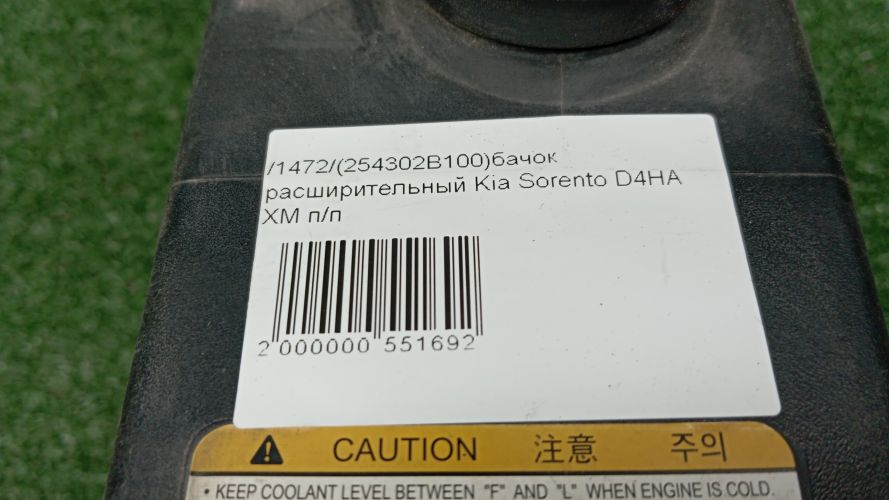 /1472/(254302B100)бачок
расширительный Kia Sorento D4HA
XM п/п
2 000000 551692
CAUTION 注意 주의
• KEEP COOLANT LEVEL BETWEEN "F" AND "L" WHEN ENGINE IS COLD.